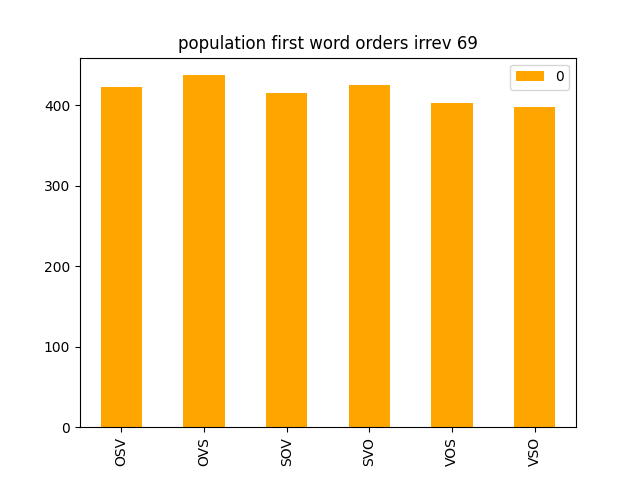 population first word orders irrev 69
0
400
300
200
100
0
OSV
OVS
SOV
SVO
VOS
VSO